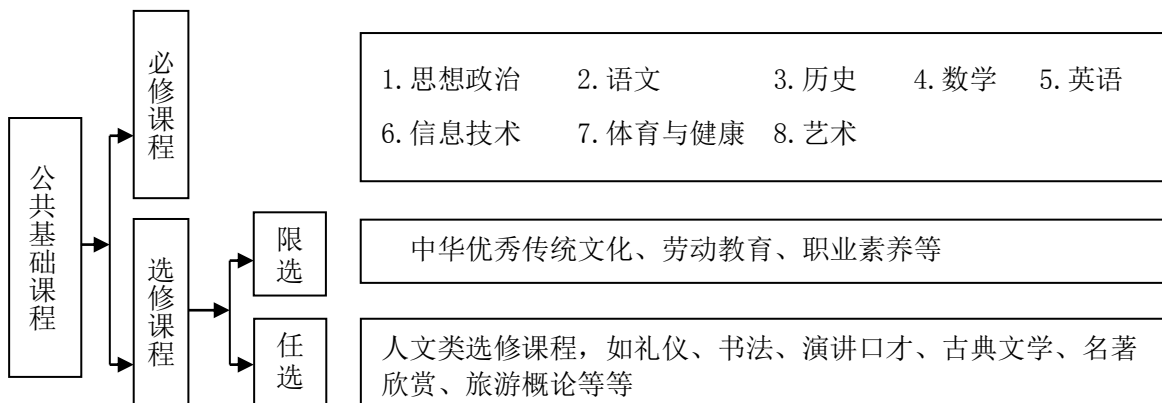 公共基础课程
必修课程
1.思想政治 2.语文 3.历史 4.数学 5.英语
6.信息技术 7.体育与健康 8.艺术
选修课程
限选
中华优秀传统文化、劳动教育、职业素养等
任选
人文类选修课程，如礼仪、书法、演讲口才、古典文学、名著
欣赏、旅游概论等等